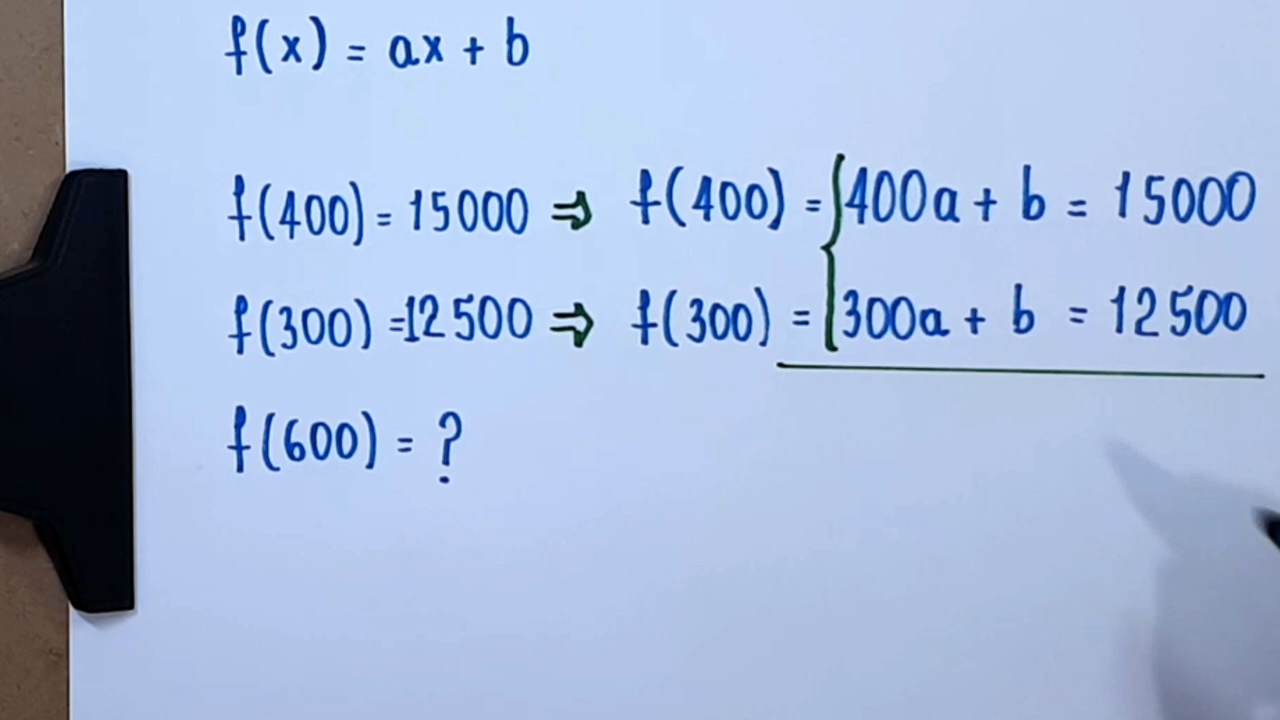 f(x) = ax + b
f(400) = 15000 ⇒ f(400) = {400a + b = 15000
f(300) = 12500 ⇒ f(300) = {300a + b = 12500
f(600) = ?